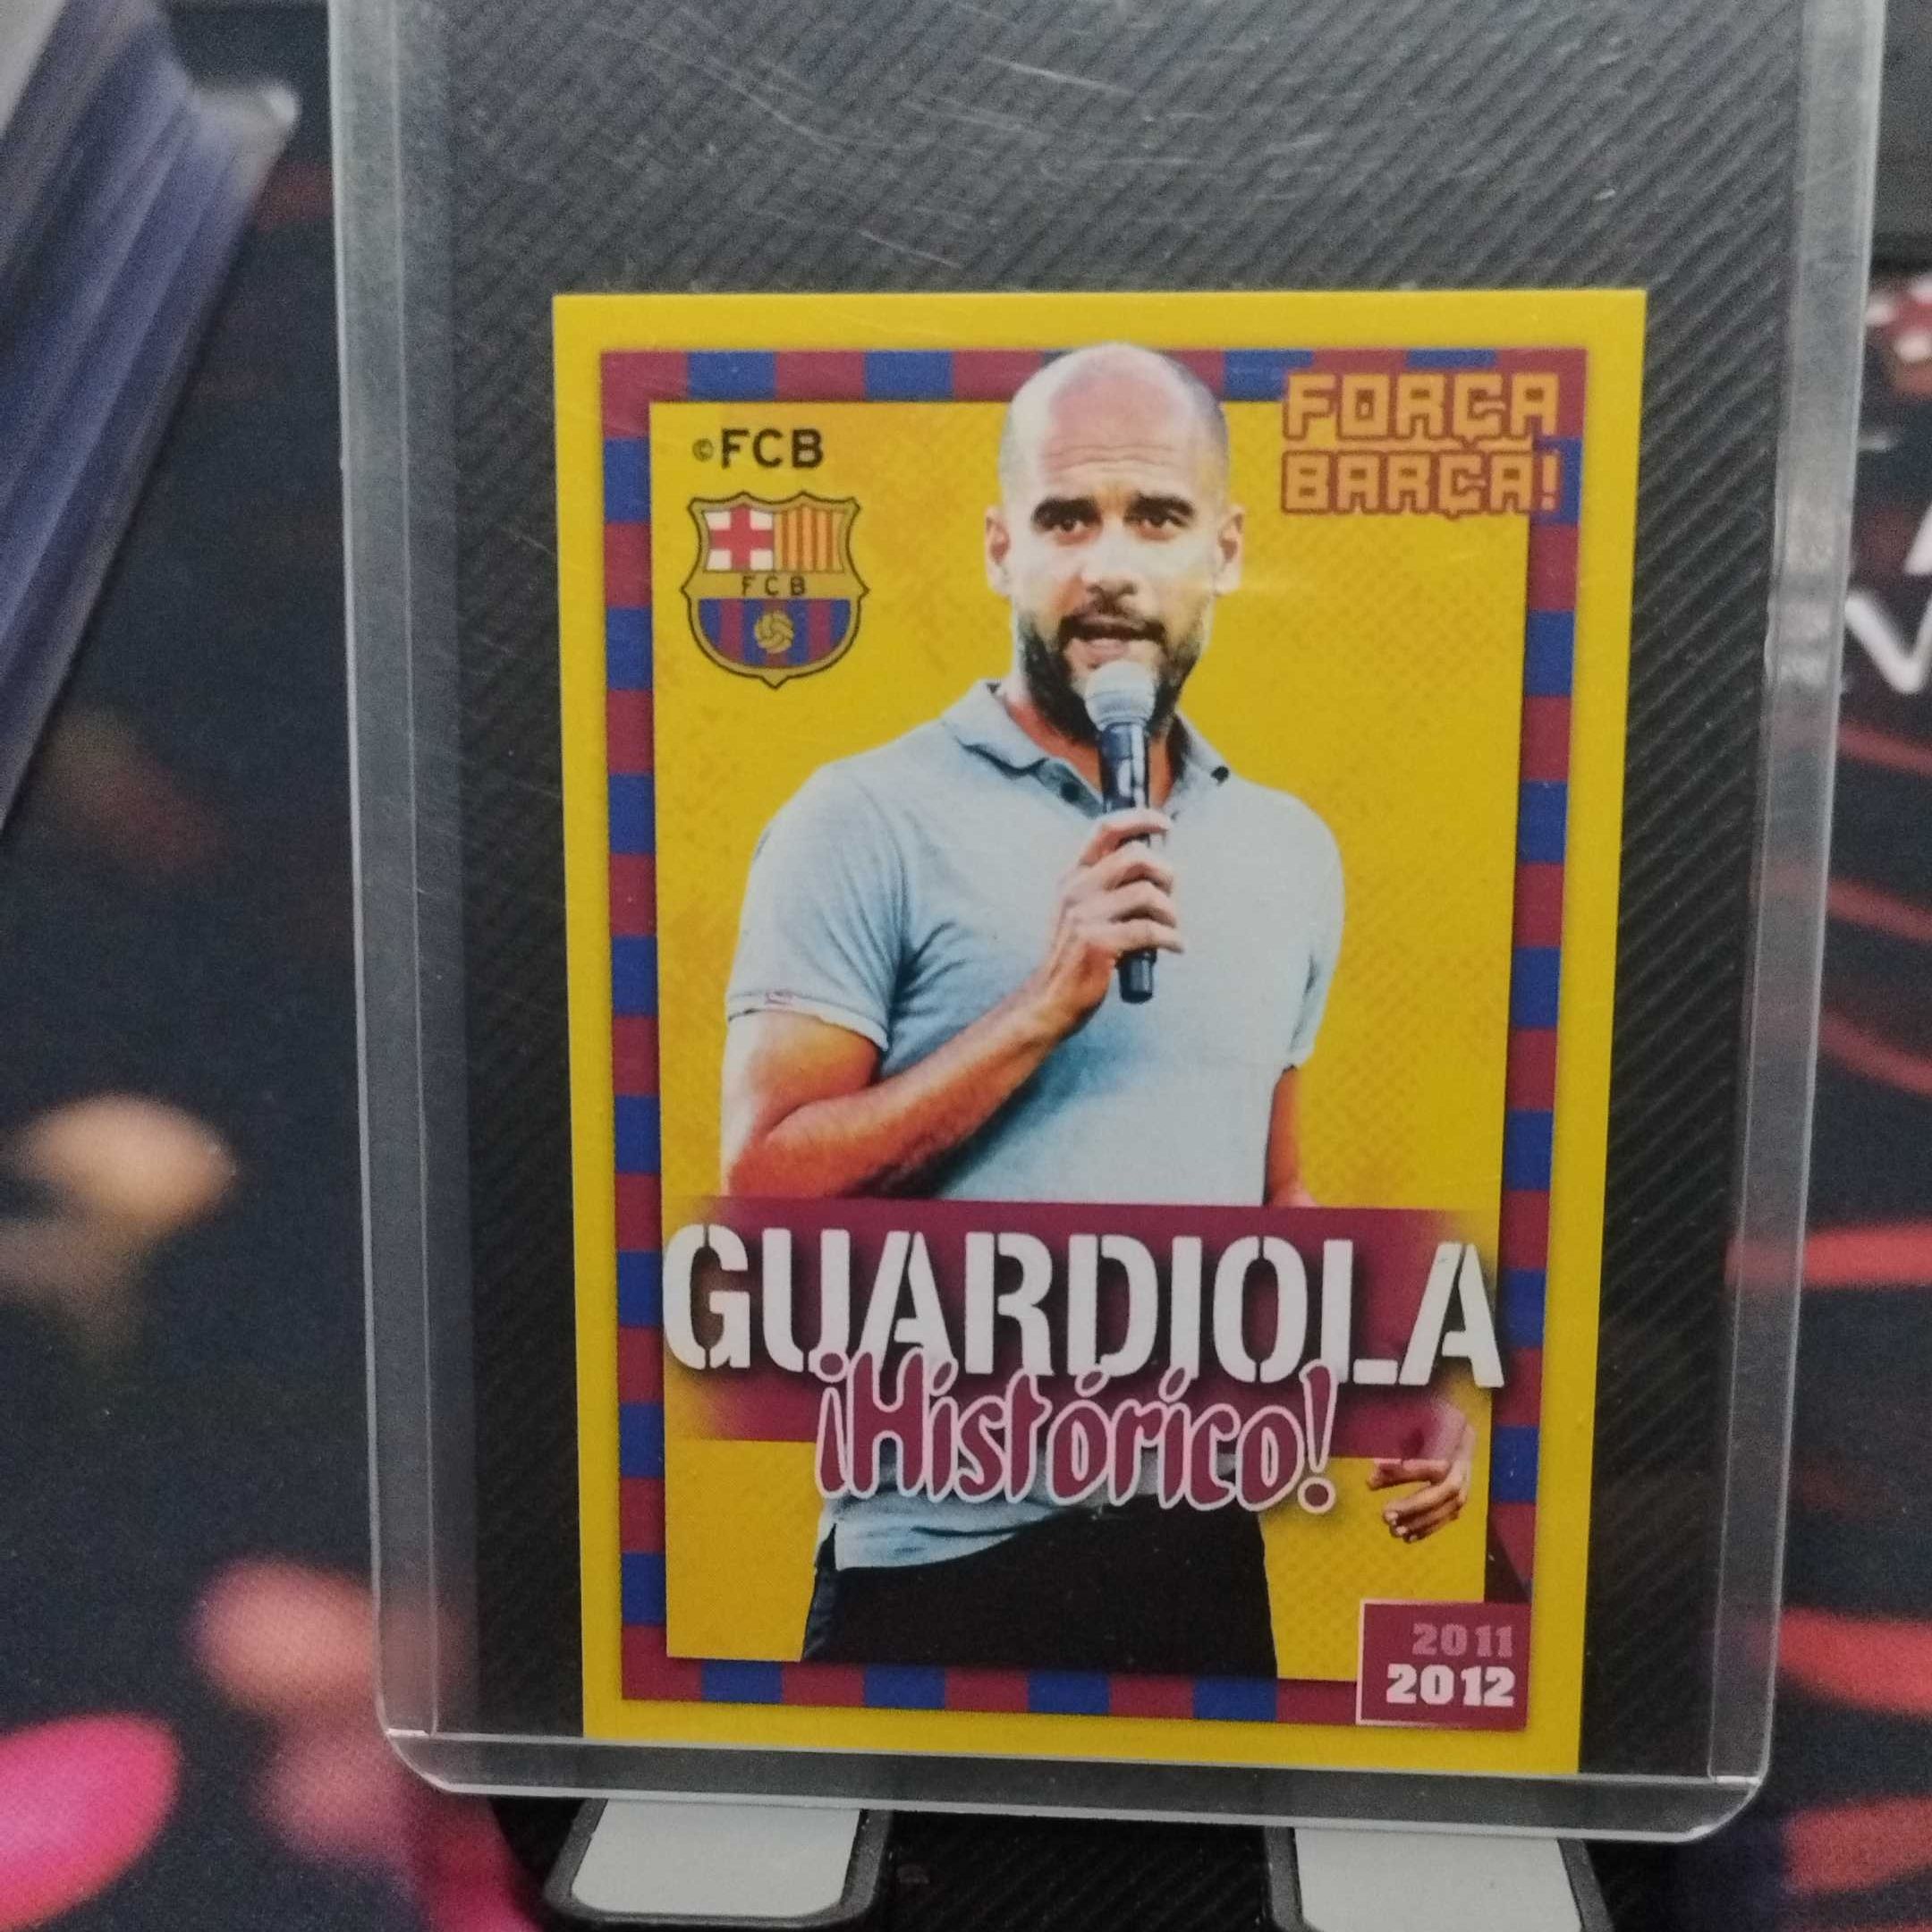 ©FCB
FORÇA
BARÇA!
FCB
GUARDIOLA
¡Histórico!
2011
2012